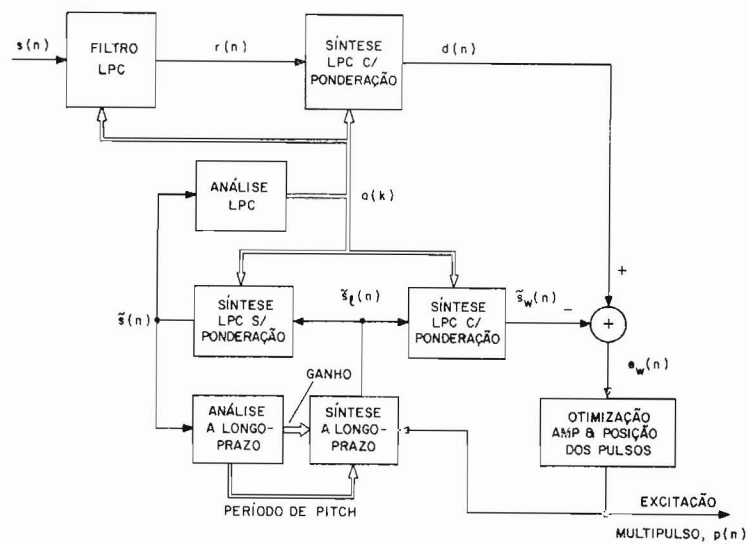 s(n)
FILTRO
LPC
r(n)
SÍNTESE
LPC C/
PONDERAÇÃO
d(n)
ANÁLISE
LPC
a(k)
+
s̃(n)
SÍNTESE
LPC S/
PONDERAÇÃO
s̃ℓ(n)
SÍNTESE
LPC C/
PONDERAÇÃO
s̃w(n)
−
+
ew(n)
GANHO
ANÁLISE
A LONGO-
PRAZO
SÍNTESE
A LONGO-
PRAZO
OTIMIZAÇÃO
AMP & POSIÇÃO
DOS PULSOS
PERÍODO DE PITCH
EXCITAÇÃO
MULTIPULSO, p(n)